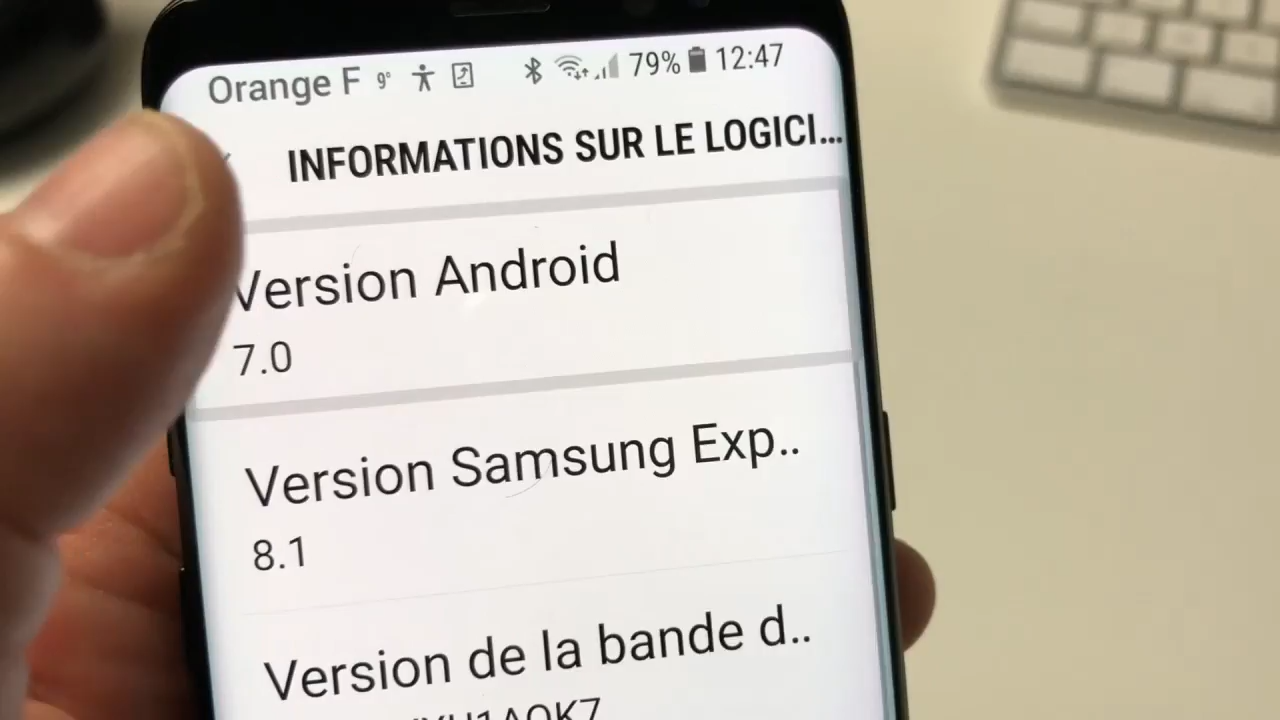 Orange F 9° 79% 12:47
INFORMATIONS SUR LE LOGICI...
Version Android
7.0
Version Samsung Exp..
8.1
Version de la bande d..